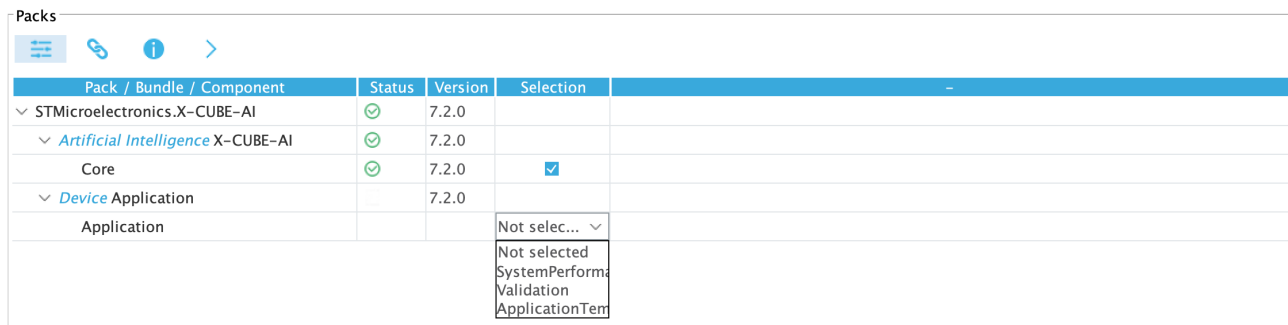 Packs
Pack / Bundle / Component Status Version Selection –
STMicroelectronics.X-CUBE-AI 7.2.0
Artificial Intelligence X-CUBE-AI 7.2.0
Core 7.2.0
Device Application 7.2.0
Application Not selec...
Not selected
SystemPerforma
Validation
ApplicationTem